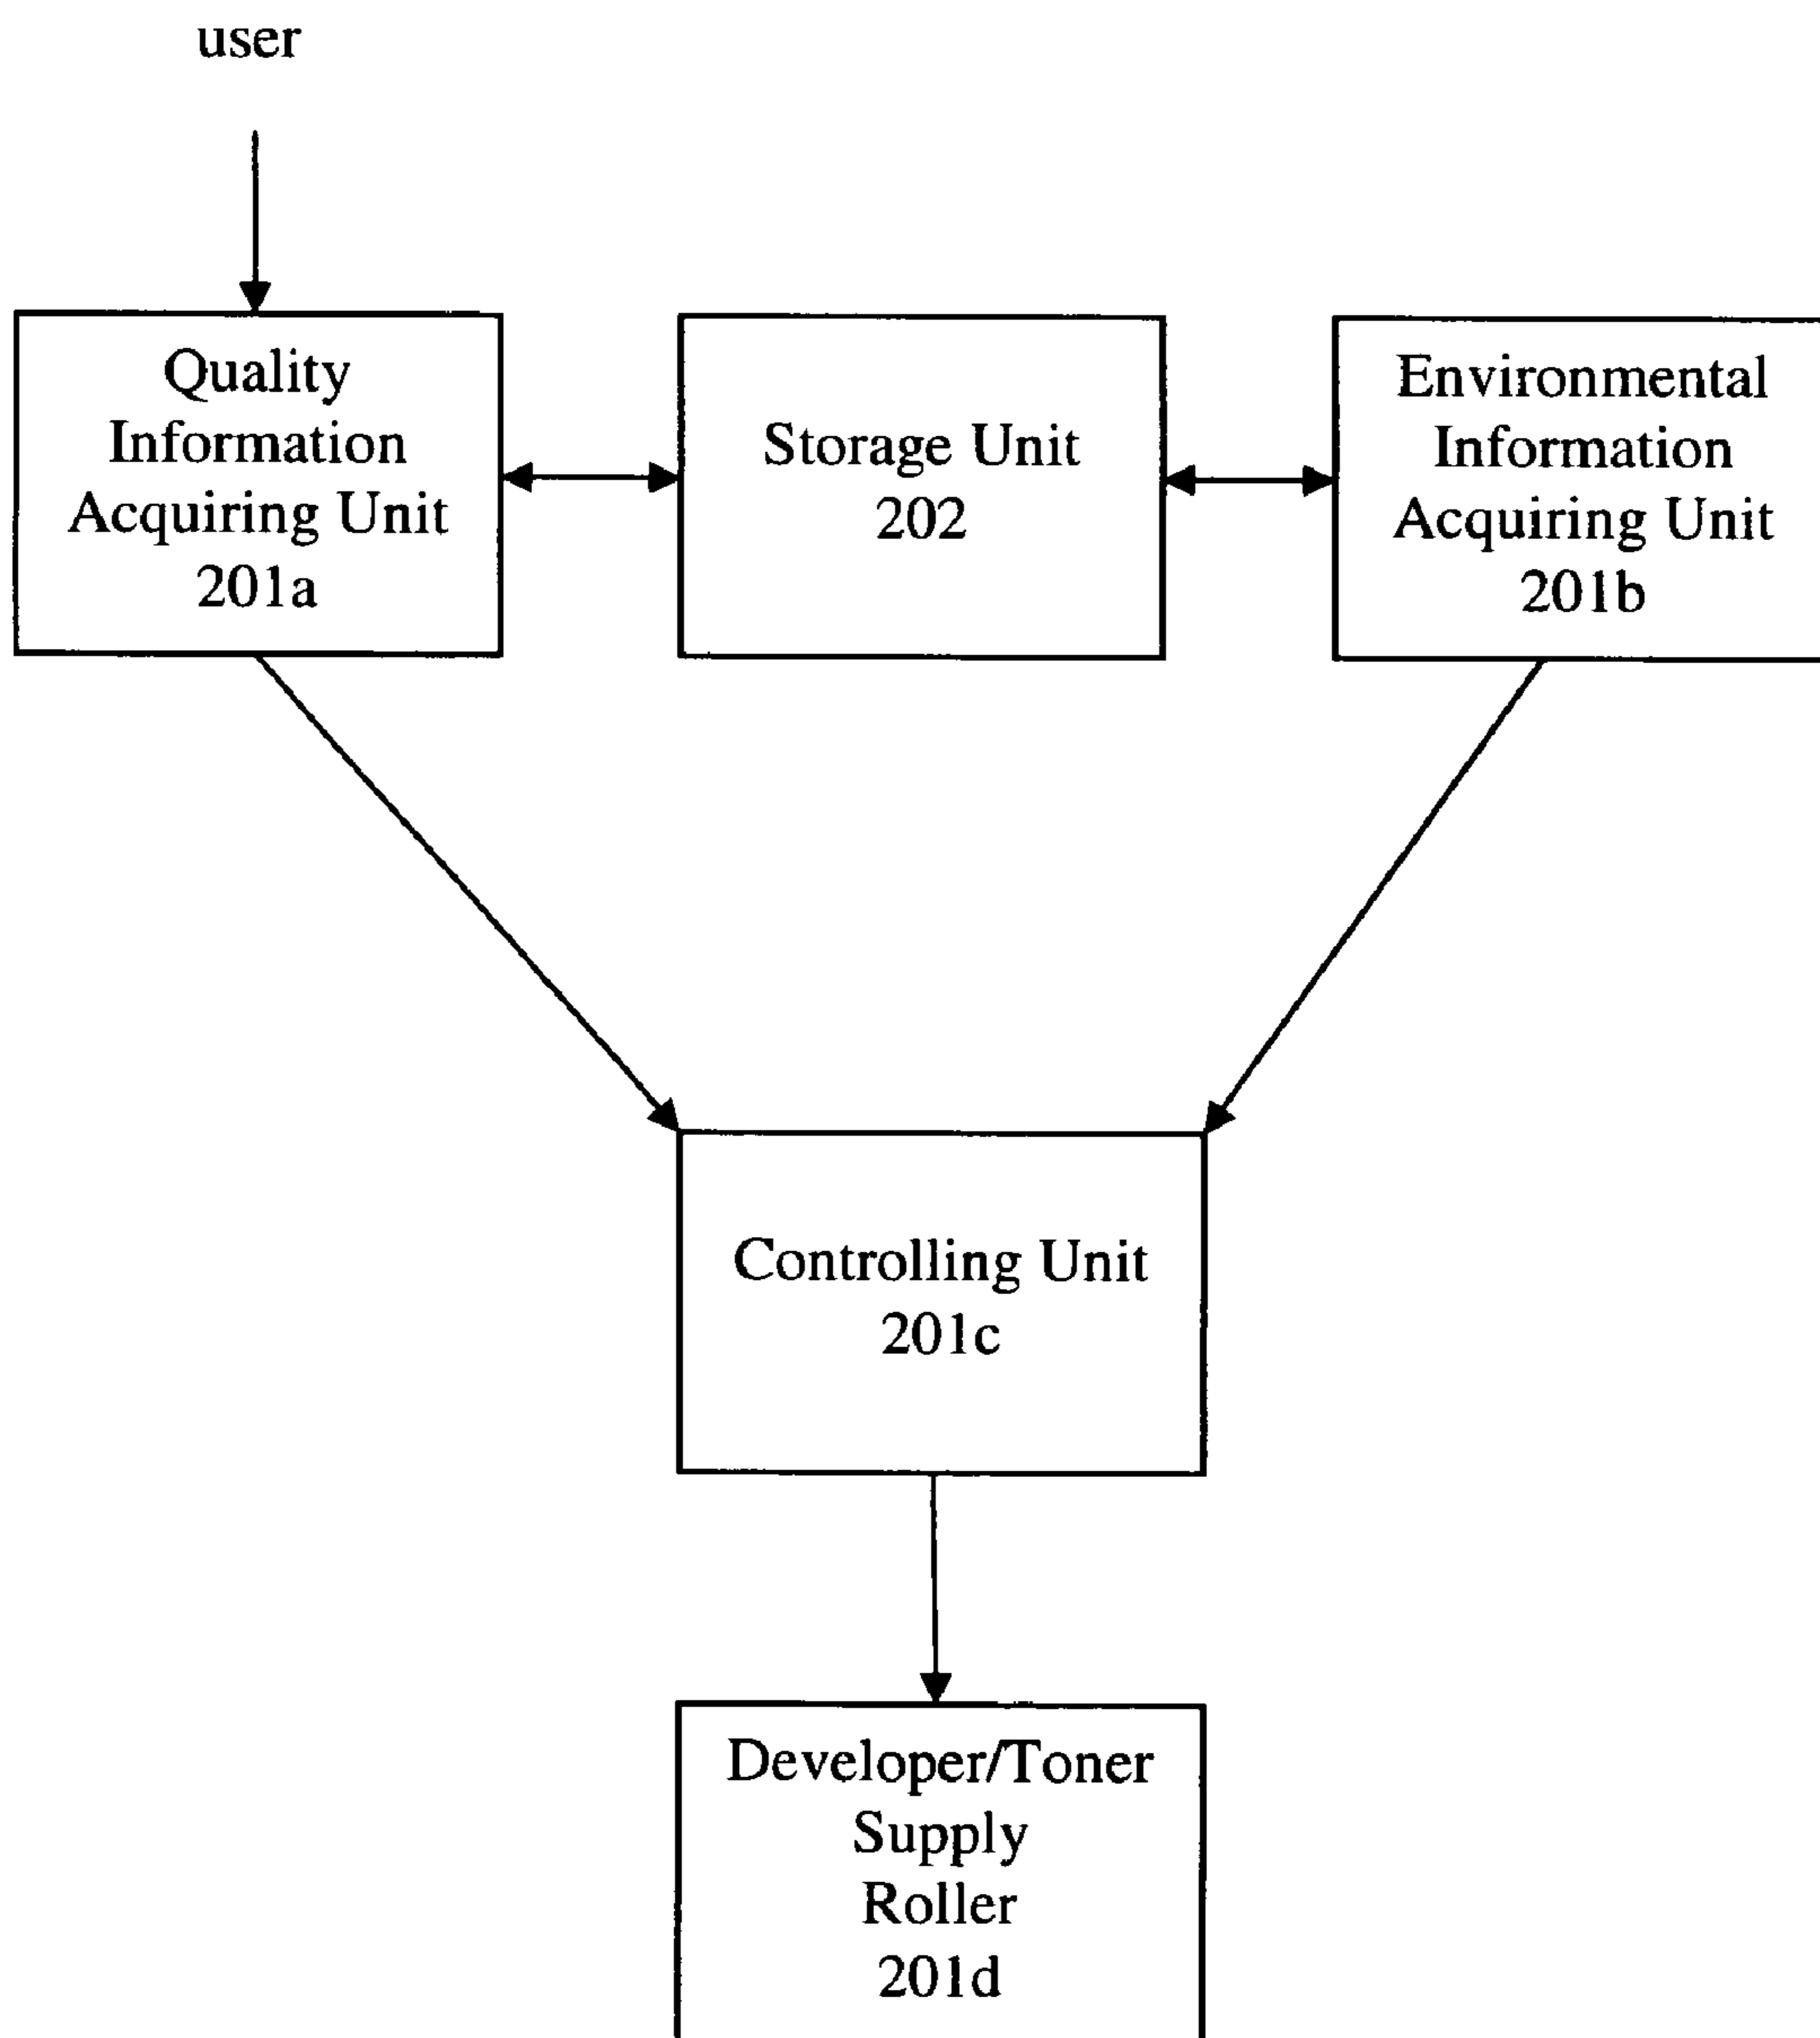 user
Quality
Information
Acquiring Unit
201a
Storage Unit
202
Environmental
Information
Acquiring Unit
201b
Controlling Unit
201c
Developer/Toner
Supply
Roller
201d